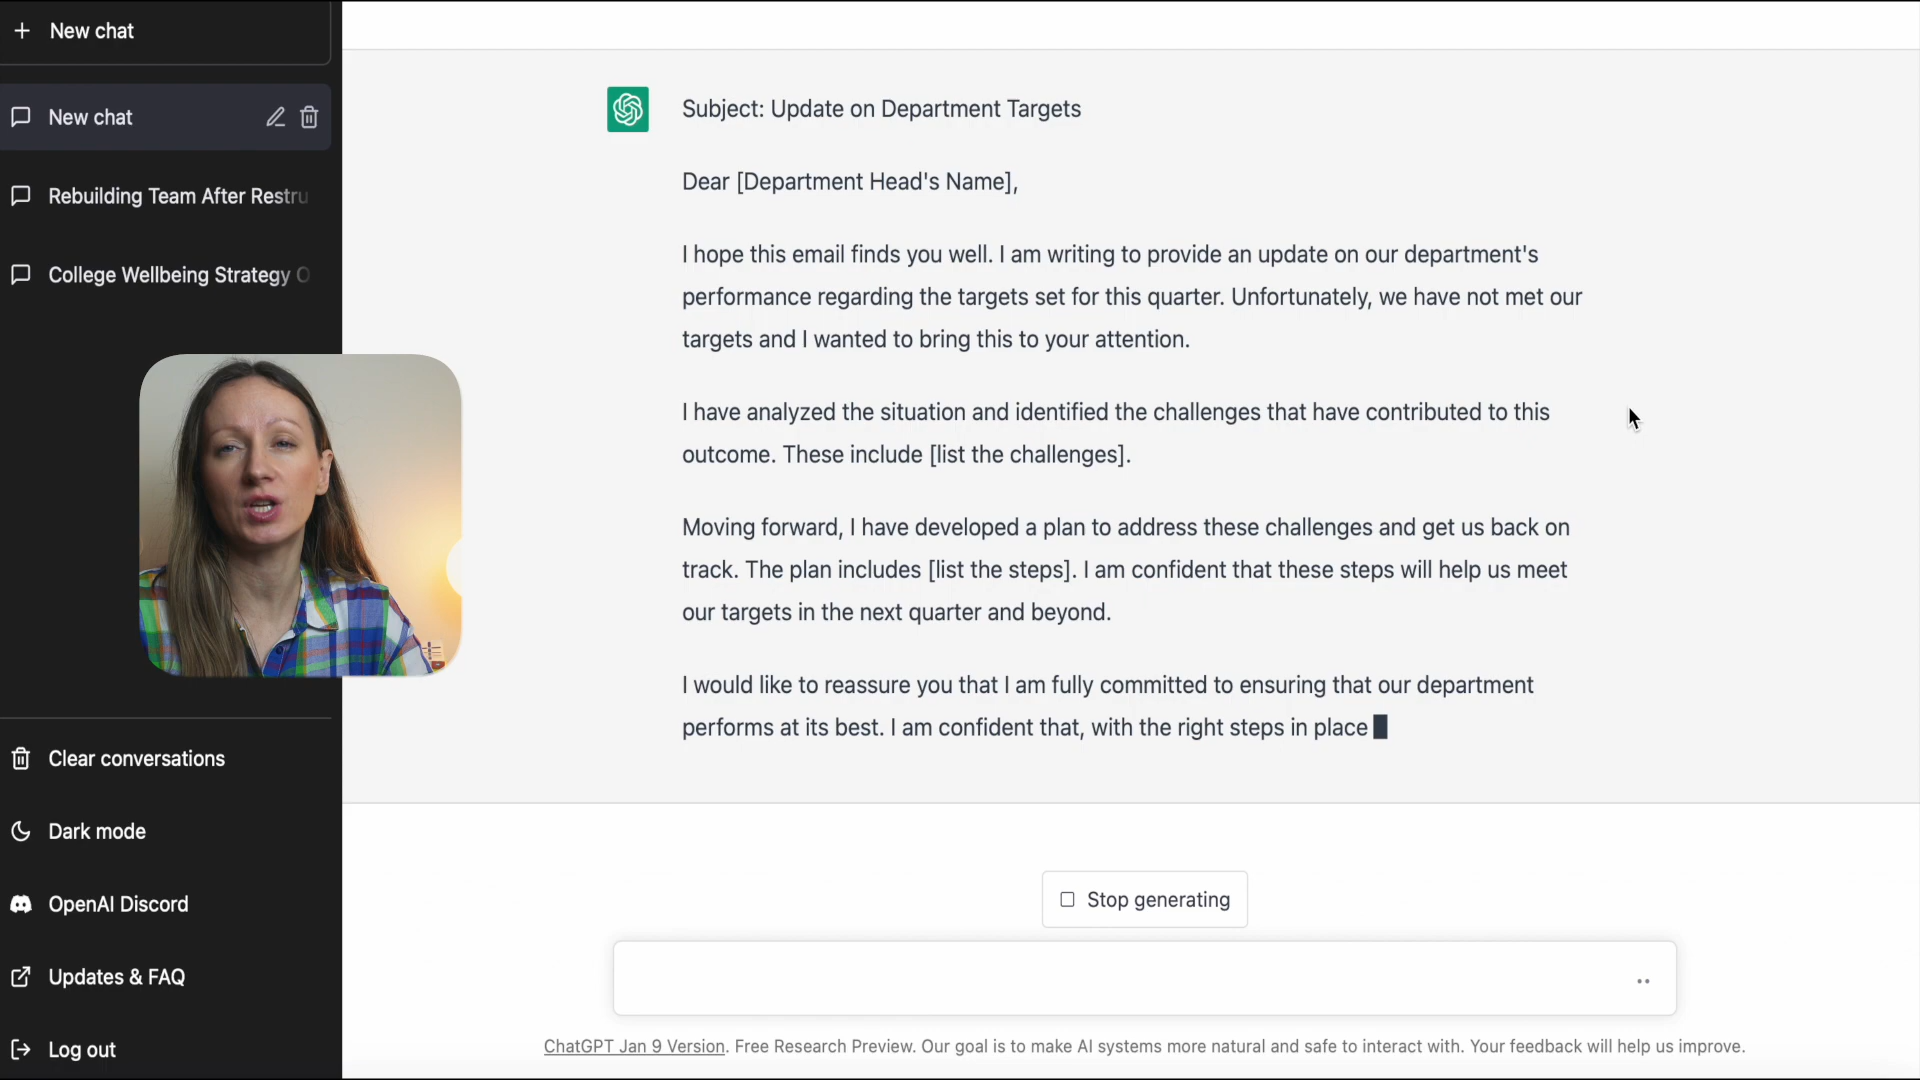 New chat
New chat
Rebuilding Team After Restru
College Wellbeing Strategy O
Clear conversations
Dark mode
OpenAI Discord
Updates & FAQ
Log out
Subject: Update on Department Targets
Dear [Department Head's Name],
I hope this email finds you well. I am writing to provide an update on our department's
performance regarding the targets set for this quarter. Unfortunately, we have not met our
targets and I wanted to bring this to your attention.
I have analyzed the situation and identified the challenges that have contributed to this
outcome. These include [list the challenges].
Moving forward, I have developed a plan to address these challenges and get us back on
track. The plan includes [list the steps]. I am confident that these steps will help us meet
our targets in the next quarter and beyond.
I would like to reassure you that I am fully committed to ensuring that our department
performs at its best. I am confident that, with the right steps in place
Stop generating
ChatGPT Jan 9 Version. Free Research Preview. Our goal is to make AI systems more natural and safe to interact with. Your feedback will help us improve.